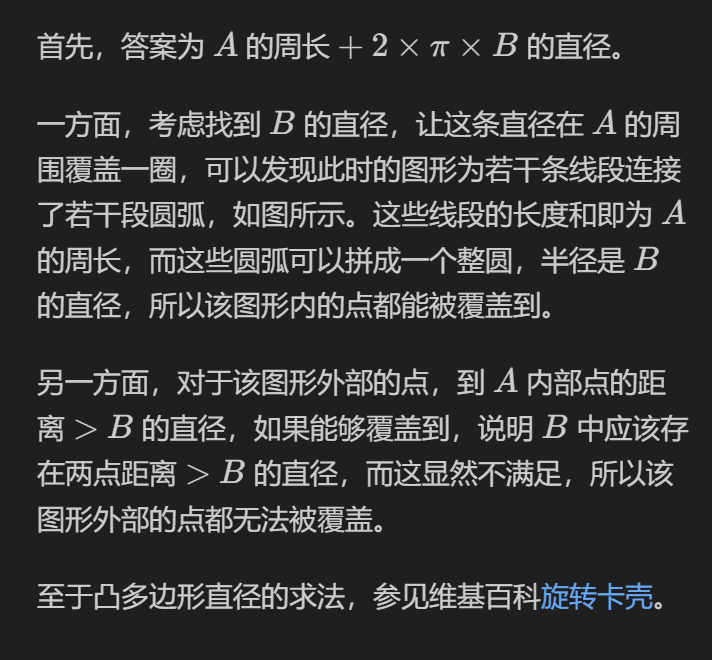 首先，答案为 A 的周长 + 2 × π × B 的直径。
一方面，考虑找到 B 的直径，让这条直径在 A 的周
围覆盖一圈，可以发现此时的图形为若干条线段连接
了若干段圆弧，如图所示。这些线段的长度和即为 A
的周长，而这些圆弧可以拼成一个整圆，半径是 B
的直径，所以该图形内的点都能被覆盖到。
另一方面，对于该图形外部的点，到 A 内部点的距
离 > B 的直径，如果能够覆盖到，说明 B 中应该存
在两点距离 > B 的直径，而这显然不满足，所以该
图形外部的点都无法被覆盖。
至于凸多边形直径的求法，参见维基百科旋转卡壳。